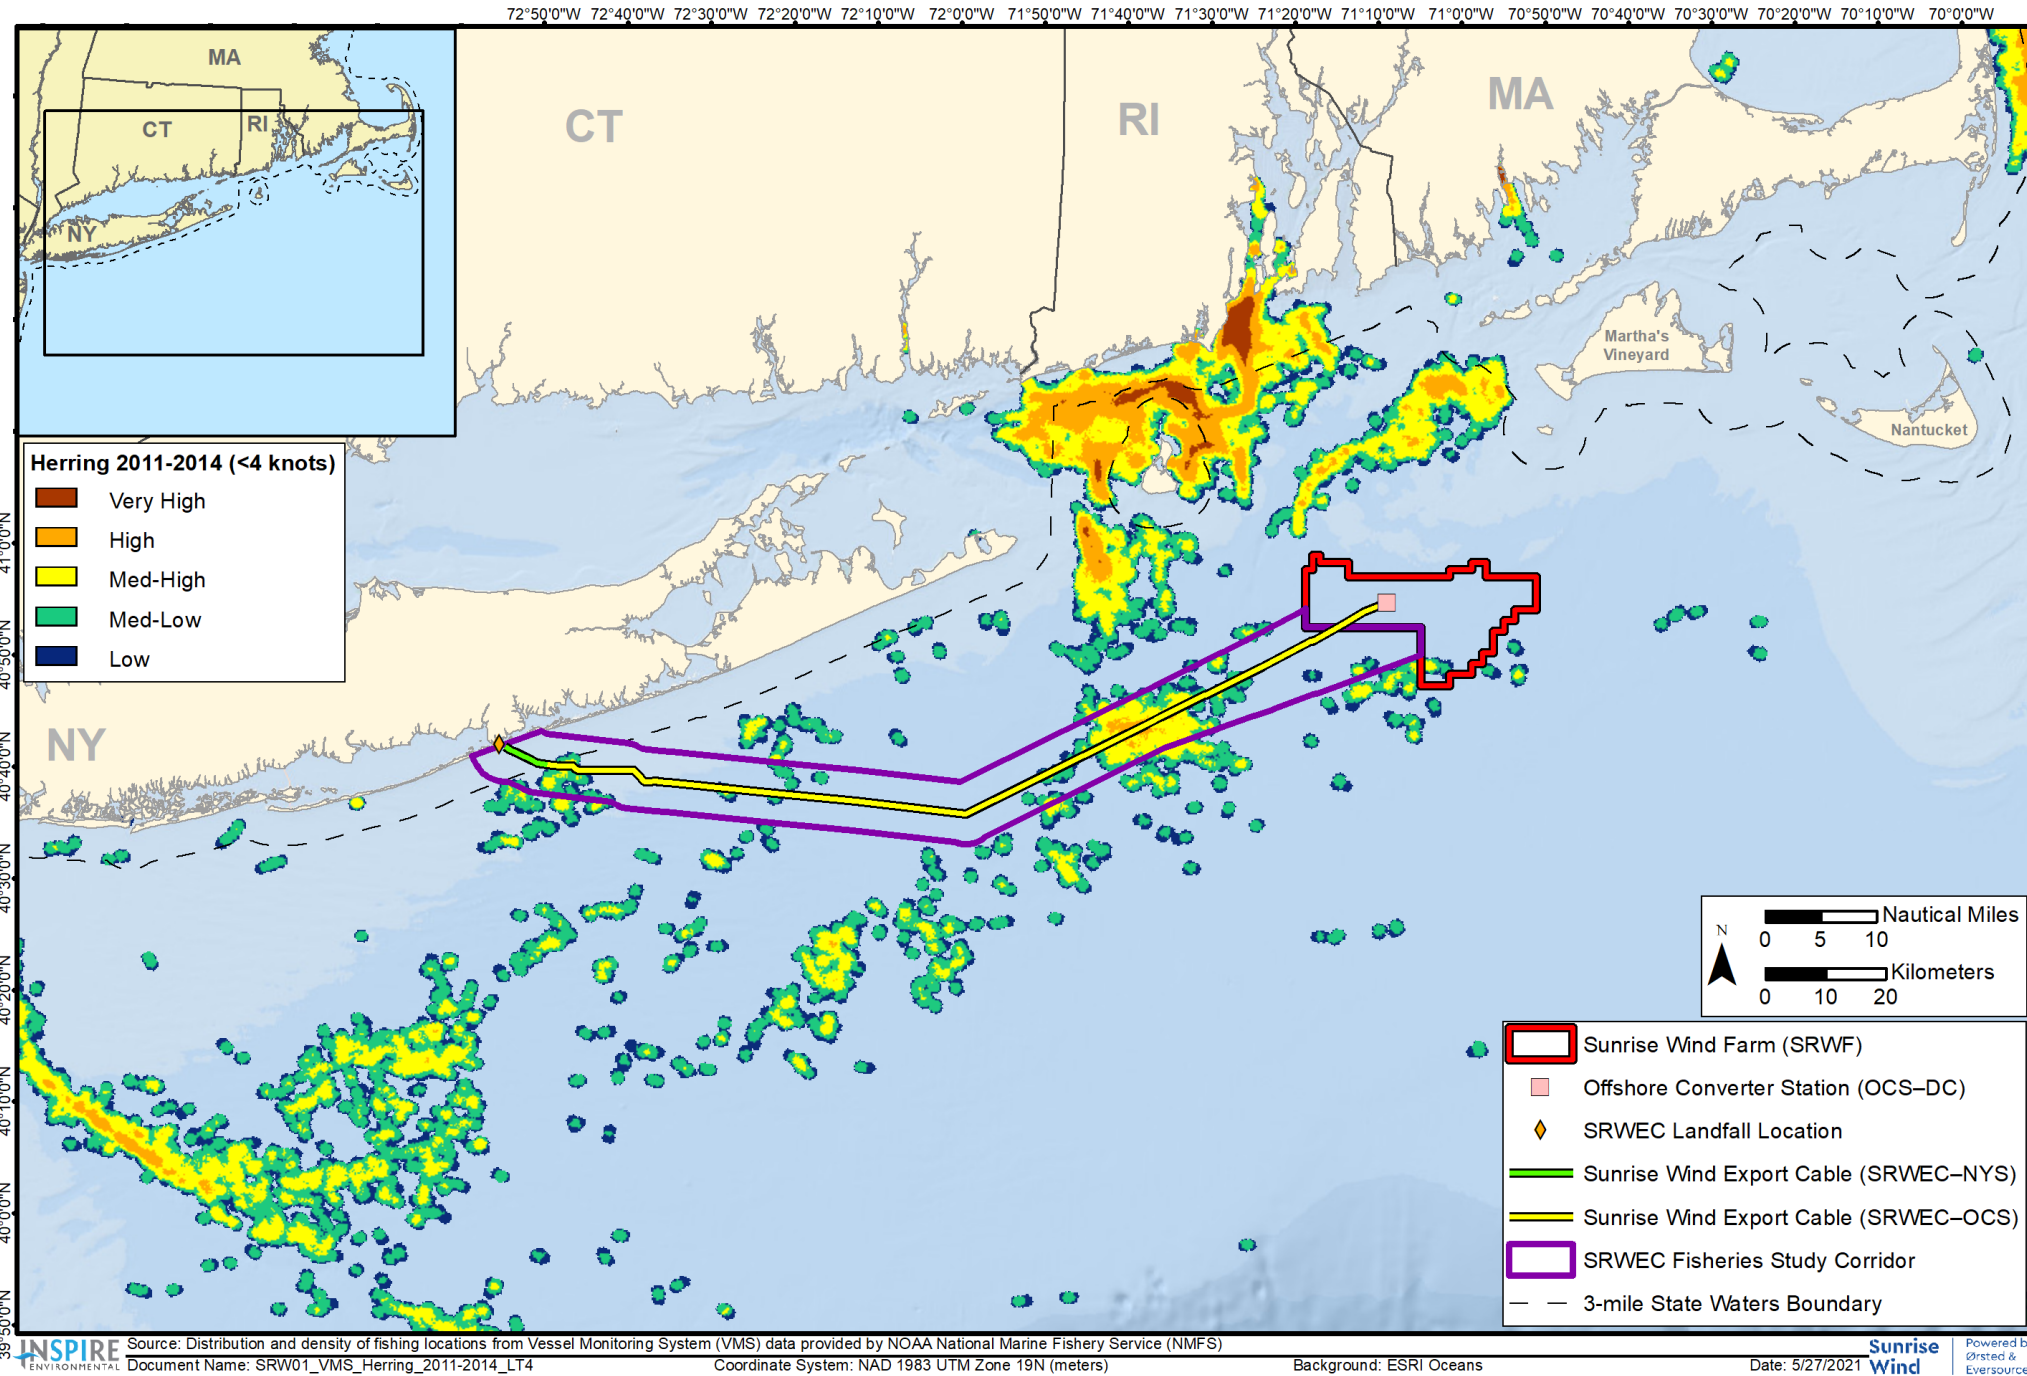 72°50'0"W 72°40'0"W 72°30'0"W 72°20'0"W 72°10'0"W 72°0'0"W 71°50'0"W 71°40'0"W 71°30'0"W 71°20'0"W 71°10'0"W 71°0'0"W 70°50'0"W 70°40'0"W 70°30'0"W 70°20'0"W 70°10'0"W 70°0'0"W
MA
CT
RI
NY
CT
RI
MA
Martha's
Vineyard
Nantucket
NY
Herring 2011-2014 (<4 knots)
Very High
High
Med-High
Med-Low
Low
41°0'0"N
40°50'0"N
40°40'0"N
40°30'0"N
40°20'0"N
40°10'0"N
40°0'0"N
39°50'0"N
N
Nautical Miles
0 5 10
Kilometers
0 10 20
Sunrise Wind Farm (SRWF)
Offshore Converter Station (OCS–DC)
SRWEC Landfall Location
Sunrise Wind Export Cable (SRWEC–NYS)
Sunrise Wind Export Cable (SRWEC–OCS)
SRWEC Fisheries Study Corridor
3-mile State Waters Boundary
INSPIRE
ENVIRONMENTAL
Source: Distribution and density of fishing locations from Vessel Monitoring System (VMS) data provided by NOAA National Marine Fishery Service (NMFS)
Document Name: SRW01_VMS_Herring_2011-2014_LT4 Coordinate System: NAD 1983 UTM Zone 19N (meters) Background: ESRI Oceans Date: 5/27/2021
Sunrise
Wind
Powered by
Ørsted &
Eversource